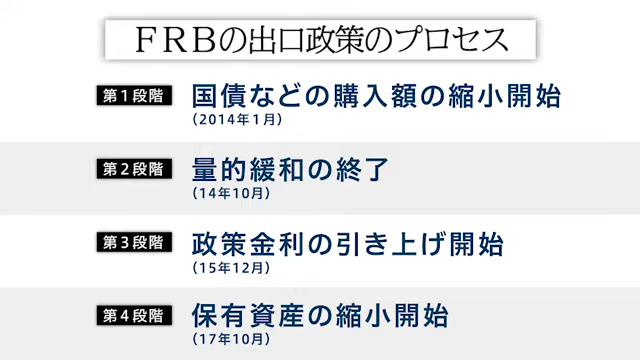 FRBの出口政策のプロセス
第1段階 国債などの購入額の縮小開始
(2014年1月)
第2段階 量的緩和の終了
(14年10月)
第3段階 政策金利の引き上げ開始
(15年12月)
第4段階 保有資産の縮小開始
(17年10月)